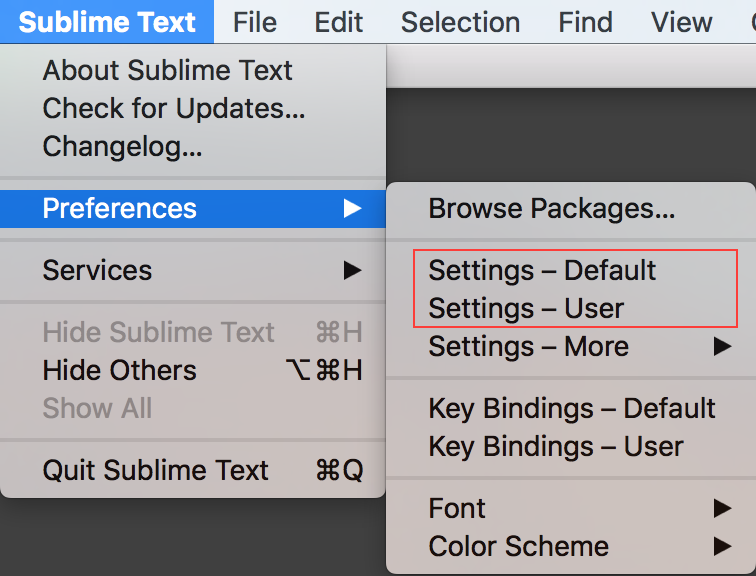 Sublime Text File Edit Selection Find View
About Sublime Text
Check for Updates...
Changelog...
Preferences ▶
Services ▶
Hide Sublime Text ⌘H
Hide Others ⌥⌘H
Show All
Quit Sublime Text ⌘Q
Browse Packages...
Settings – Default
Settings – User
Settings – More ▶
Key Bindings – Default
Key Bindings – User
Font ▶
Color Scheme ▶